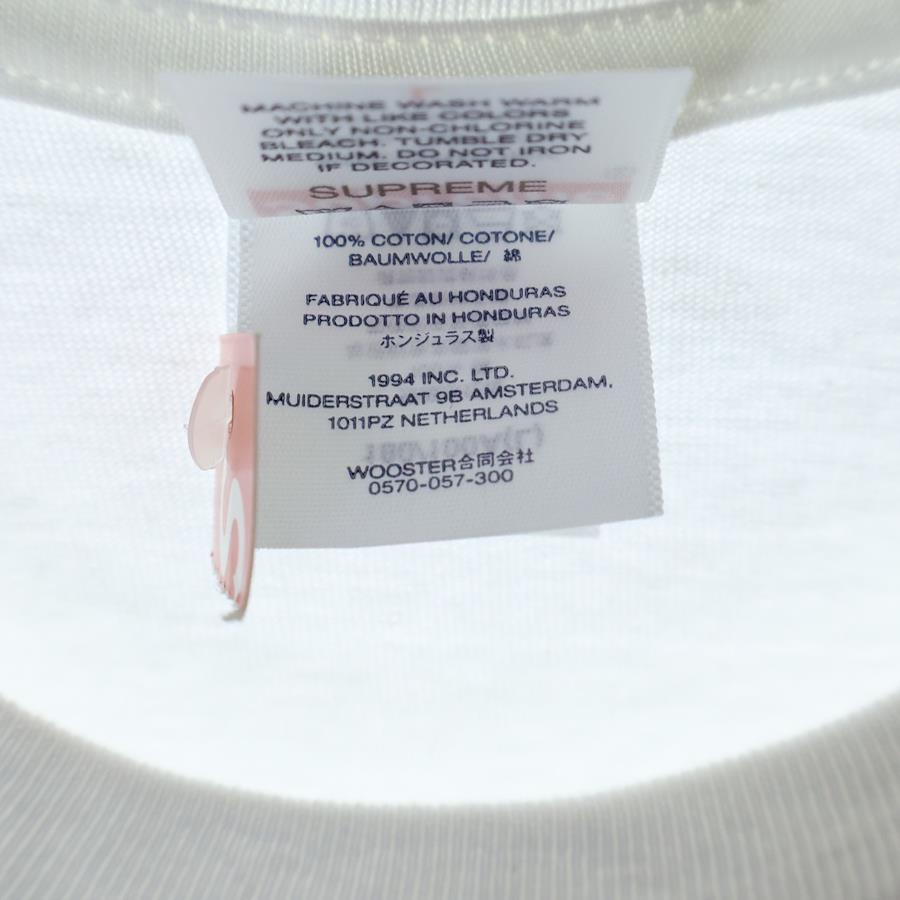 MACHINE WASH WARM
WITH LIKE COLORS
ONLY NON-CHLORINE
BLEACH. TUMBLE DRY
MEDIUM. DO NOT IRON
IF DECORATED.
SUPREME
100% COTON/ COTONE/
BAUMWOLLE/ 綿
FABRIQUÉ AU HONDURAS
PRODOTTO IN HONDURAS
ホンジュラス製
1994 INC. LTD.
MUIDERSTRAAT 9B AMSTERDAM,
1011PZ NETHERLANDS
WOOSTER合同会社
0570-057-300